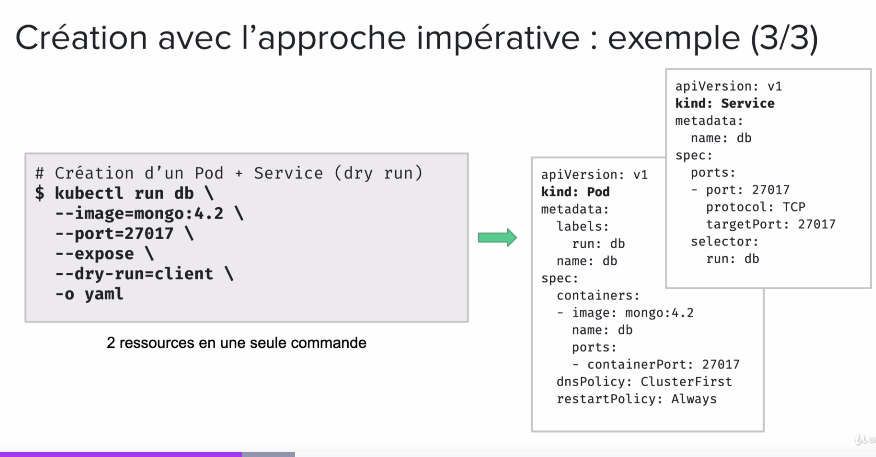 Création avec l’approche impérative : exemple (3/3)
# Création d’un Pod + Service (dry run)
$ kubectl run db \
--image=mongo:4.2 \
--port=27017 \
--expose \
--dry-run=client \
-o yaml
2 ressources en une seule commande
apiVersion: v1
kind: Pod
metadata:
labels:
run: db
name: db
spec:
containers:
- image: mongo:4.2
name: db
ports:
- containerPort: 27017
dnsPolicy: ClusterFirst
restartPolicy: Always
apiVersion: v1
kind: Service
metadata:
name: db
spec:
ports:
- port: 27017
protocol: TCP
targetPort: 27017
selector:
run: db